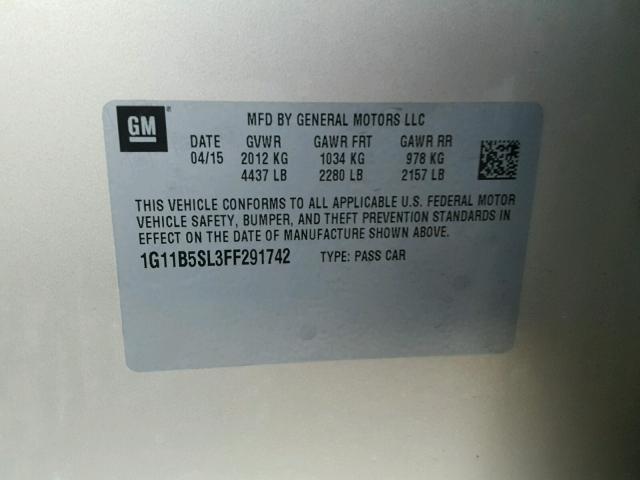 GM
MFD BY GENERAL MOTORS LLC
DATE GVWR GAWR FRT GAWR RR
04/15 2012 KG 1034 KG 978 KG
4437 LB 2280 LB 2157 LB
THIS VEHICLE CONFORMS TO ALL APPLICABLE U.S. FEDERAL MOTOR
VEHICLE SAFETY, BUMPER, AND THEFT PREVENTION STANDARDS IN
EFFECT ON THE DATE OF MANUFACTURE SHOWN ABOVE.
1G11B5SL3FF291742 TYPE: PASS CAR